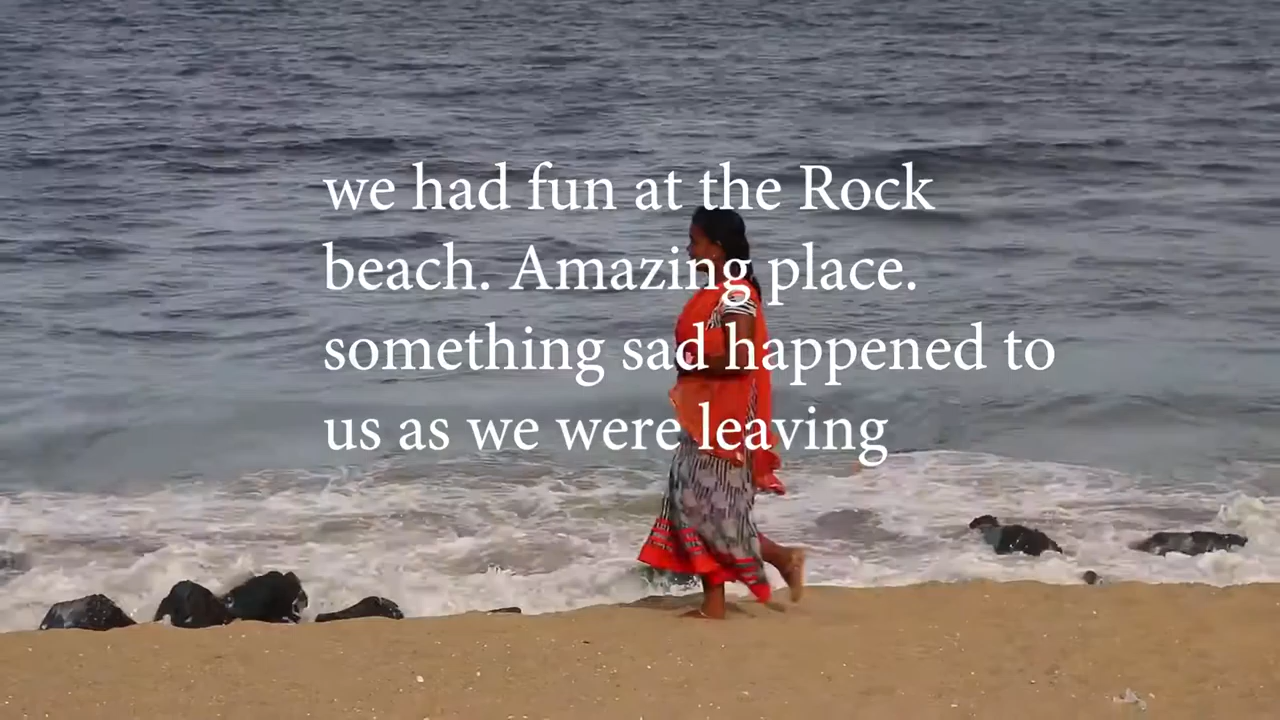 we had fun at the Rock
beach. Amazing place.
something sad happened to
us as we were leaving